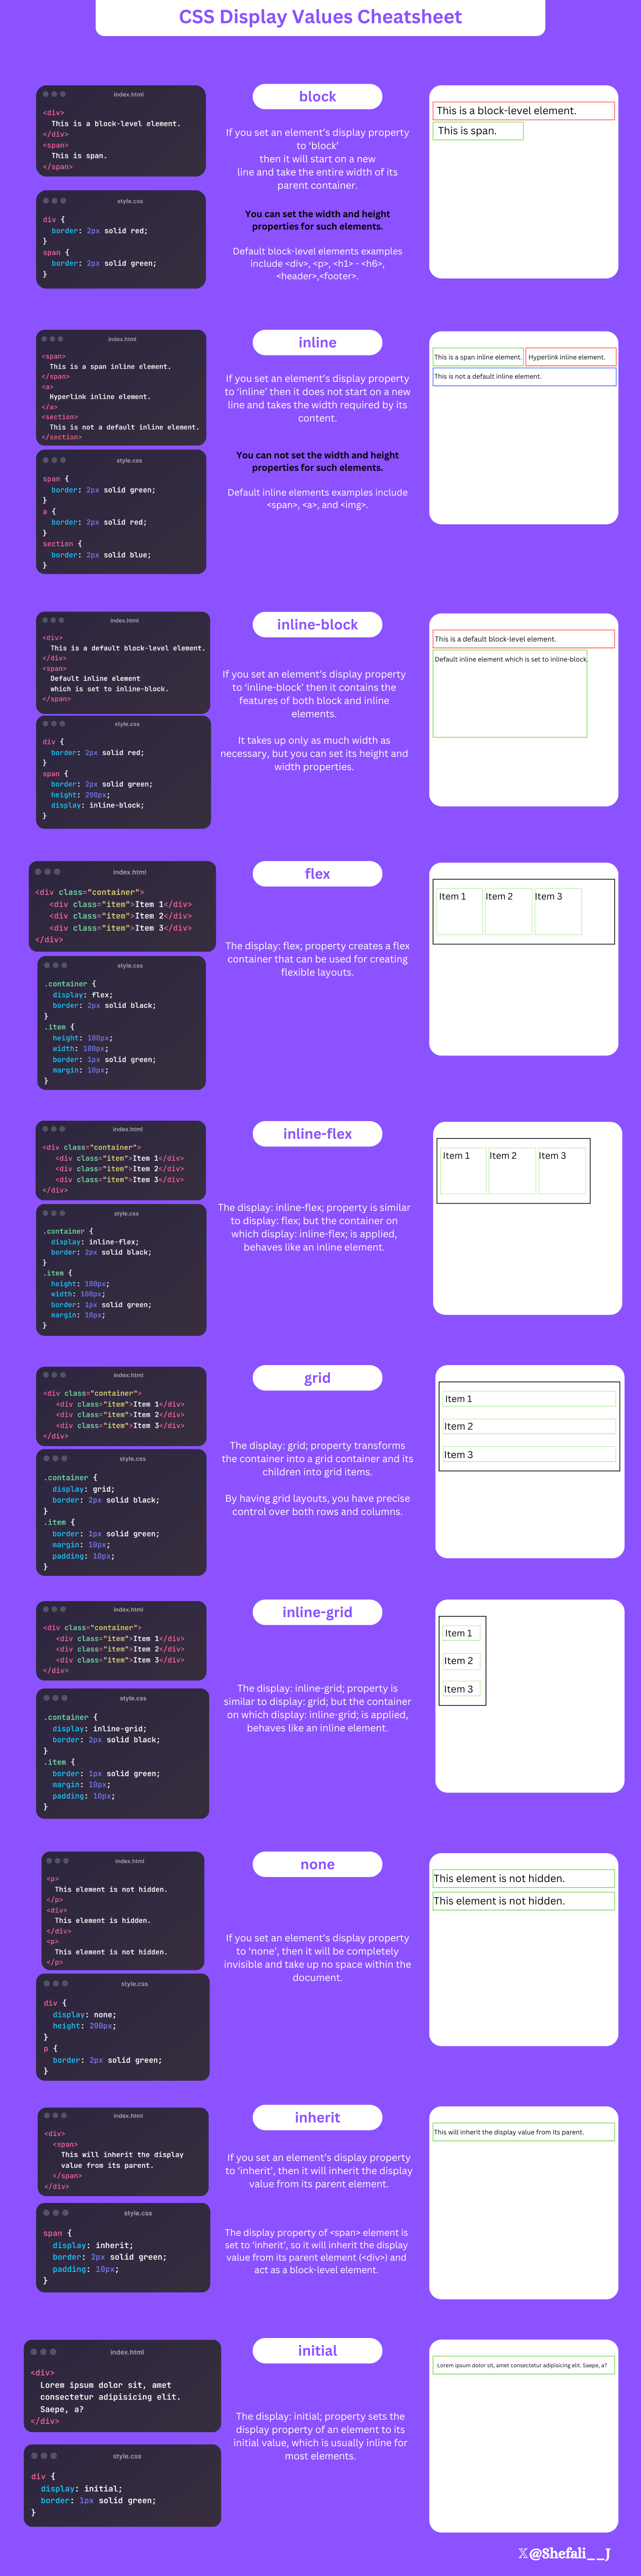 CSS Display Values Cheatsheet
index.html
<div>
This is a block-level element.
</div>
<span>
This is span.
</span>
style.css
div {
border: 2px solid red;
}
span {
border: 2px solid green;
}
block
If you set an element's display property
to ‘block’
then it will start on a new
line and take the entire width of its
parent container.
You can set the width and height
properties for such elements.
Default block-level elements examples
include <div>, <p>, <h1> - <h6>,
<header>,<footer>.
This is a block-level element.
This is span.
index.html
<span>
This is a span inline element.
</span>
<a>
Hyperlink inline element.
</a>
<section>
This is not a default inline element.
</section>
style.css
span {
border: 2px solid green;
}
a {
border: 2px solid red;
}
section {
border: 2px solid blue;
}
inline
If you set an element's display property
to ‘inline’ then it does not start on a new
line and takes the width required by its
content.
You can not set the width and height
properties for such elements.
Default inline elements examples include
<span>, <a>, and <img>.
This is a span inline element. Hyperlink inline element.
This is not a default inline element.
index.html
<div>
This is a default block-level element.
</div>
<span>
Default inline element
which is set to inline-block.
</span>
style.css
div {
border: 2px solid red;
}
span {
border: 2px solid green;
height: 200px;
display: inline-block;
}
inline-block
If you set an element's display property
to ‘inline-block’ then it contains the
features of both block and inline
elements.
It takes up only as much width as
necessary, but you can set its height and
width properties.
This is a default block-level element.
Default inline element which is set to inline-block.
index.html
<div class="container">
<div class="item">Item 1</div>
<div class="item">Item 2</div>
<div class="item">Item 3</div>
</div>
style.css
.container {
display: flex;
border: 2px solid black;
}
.item {
height: 100px;
width: 100px;
border: 1px solid green;
margin: 10px;
}
flex
The display: flex; property creates a flex
container that can be used for creating
flexible layouts.
Item 1 Item 2 Item 3
index.html
<div class="container">
<div class="item">Item 1</div>
<div class="item">Item 2</div>
<div class="item">Item 3</div>
</div>
style.css
.container {
display: inline-flex;
border: 2px solid black;
}
.item {
height: 100px;
width: 100px;
border: 1px solid green;
margin: 10px;
}
inline-flex
The display: inline-flex; property is similar
to display: flex; but the container on
which display: inline-flex; is applied,
behaves like an inline element.
Item 1 Item 2 Item 3
index.html
<div class="container">
<div class="item">Item 1</div>
<div class="item">Item 2</div>
<div class="item">Item 3</div>
</div>
style.css
.container {
display: grid;
border: 2px solid black;
}
.item {
border: 1px solid green;
margin: 10px;
padding: 10px;
}
grid
The display: grid; property transforms
the container into a grid container and its
children into grid items.
By having grid layouts, you have precise
control over both rows and columns.
Item 1
Item 2
Item 3
index.html
<div class="container">
<div class="item">Item 1</div>
<div class="item">Item 2</div>
<div class="item">Item 3</div>
</div>
style.css
.container {
display: inline-grid;
border: 2px solid black;
}
.item {
border: 1px solid green;
margin: 10px;
padding: 10px;
}
inline-grid
The display: inline-grid; property is
similar to display: grid; but the container
on which display: inline-grid; is applied,
behaves like an inline element.
Item 1
Item 2
Item 3
index.html
<p>
This element is not hidden.
</p>
<div>
This element is hidden.
</div>
<p>
This element is not hidden.
</p>
style.css
div {
display: none;
height: 200px;
}
p {
border: 2px solid green;
}
none
If you set an element's display property
to ‘none’, then it will be completely
invisible and take up no space within the
document.
This element is not hidden.
This element is not hidden.
index.html
<div>
<span>
This will inherit the display
value from its parent.
</span>
</div>
style.css
span {
display: inherit;
border: 2px solid green;
padding: 10px;
}
inherit
If you set an element's display property
to ‘inherit’, then it will inherit the display
value from its parent element.
The display property of <span> element is
set to ‘inherit’, so it will inherit the display
value from its parent element (<div>) and
act as a block-level element.
This will inherit the display value from its parent.
index.html
<div>
Lorem ipsum dolor sit, amet
consectetur adipisicing elit.
Saepe, a?
</div>
style.css
div {
display: initial;
border: 1px solid green;
}
initial
The display: initial; property sets the
display property of an element to its
initial value, which is usually inline for
most elements.
Lorem ipsum dolor sit, amet consectetur adipisicing elit. Saepe, a?
𝕏@Shefali__J